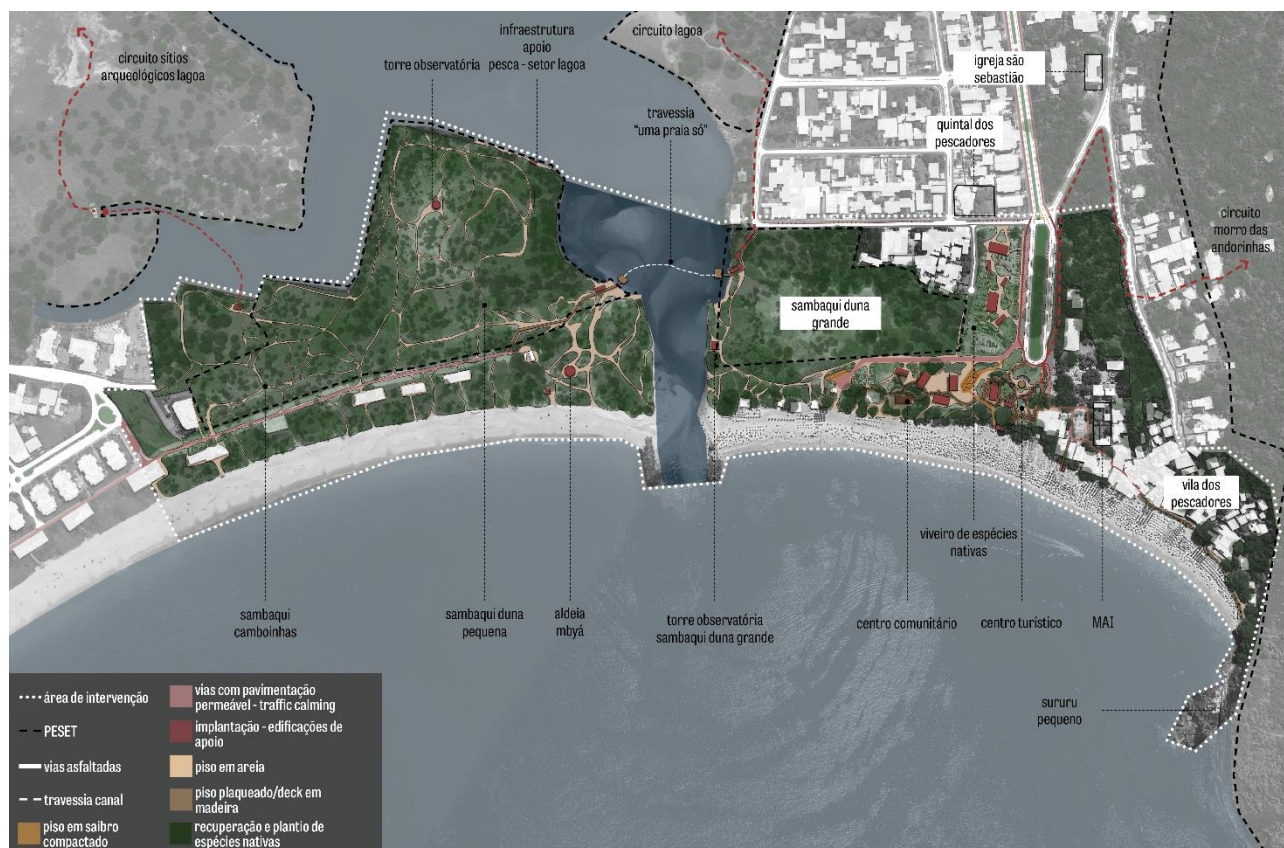 circuito sítios
arqueológicos lagoa
torre observatória
infraestrutura
apoio
pesca - setor lagoa
circuito lagoa
travessia
"uma praia só"
igreja são
sebastião
quintal dos
pescadores
circuito
morro das
andorinhas
sambaqui duna
grande
vila dos
pescadores
viveiro de espécies
nativas
sambaqui
camboinhas
sambaqui duna
pequena
aldeia
mbyá
torre observatória
sambaqui duna grande
centro comunitário
centro turístico
MAI
sururu
pequeno
área de intervenção
PESET
vias asfaltadas
travessia canal
piso em saibro
compactado
vias com pavimentação
permeável - traffic calming
implantação - edificações de
apoio
piso em areia
piso plaqueado/deck em
madeira
recuperação e plantio de
espécies nativas